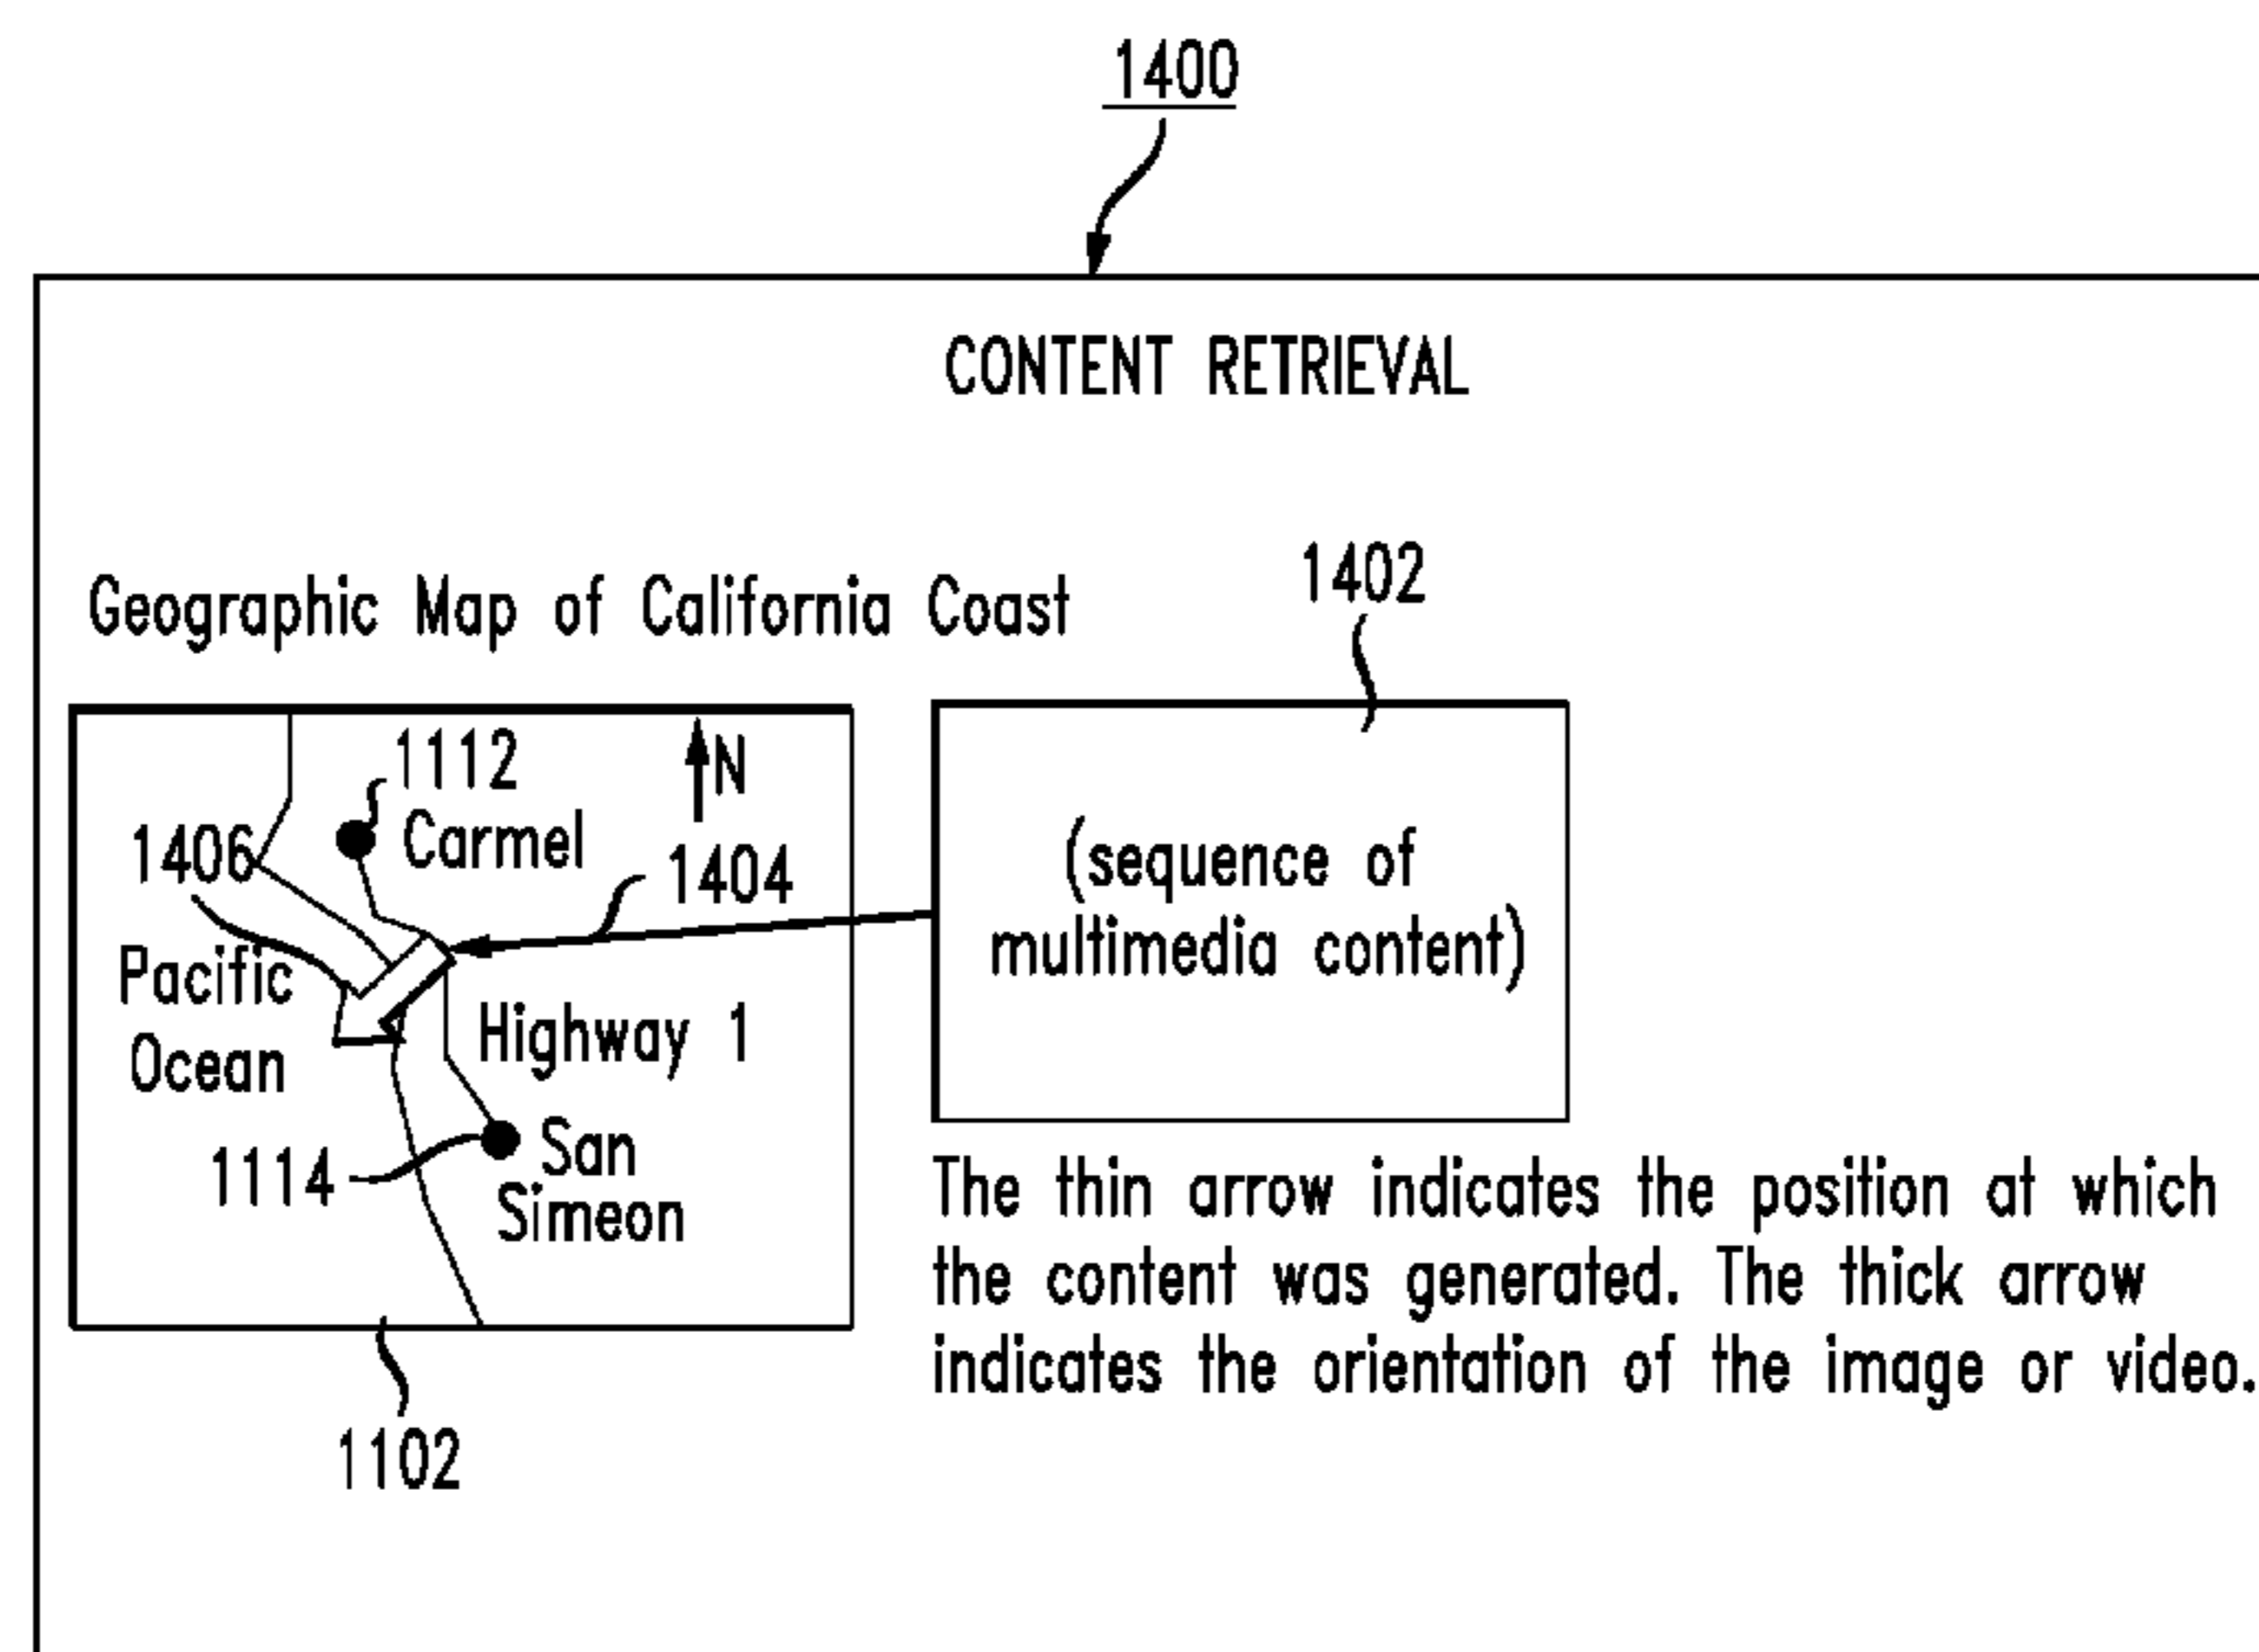 1400
CONTENT RETRIEVAL
Geographic Map of California Coast
1402
1112
N
Carmel
1406
1404
Pacific
Ocean
Highway 1
1114
San
Simeon
1102
(sequence of
multimedia content)
The thin arrow indicates the position at which
the content was generated. The thick arrow
indicates the orientation of the image or video.